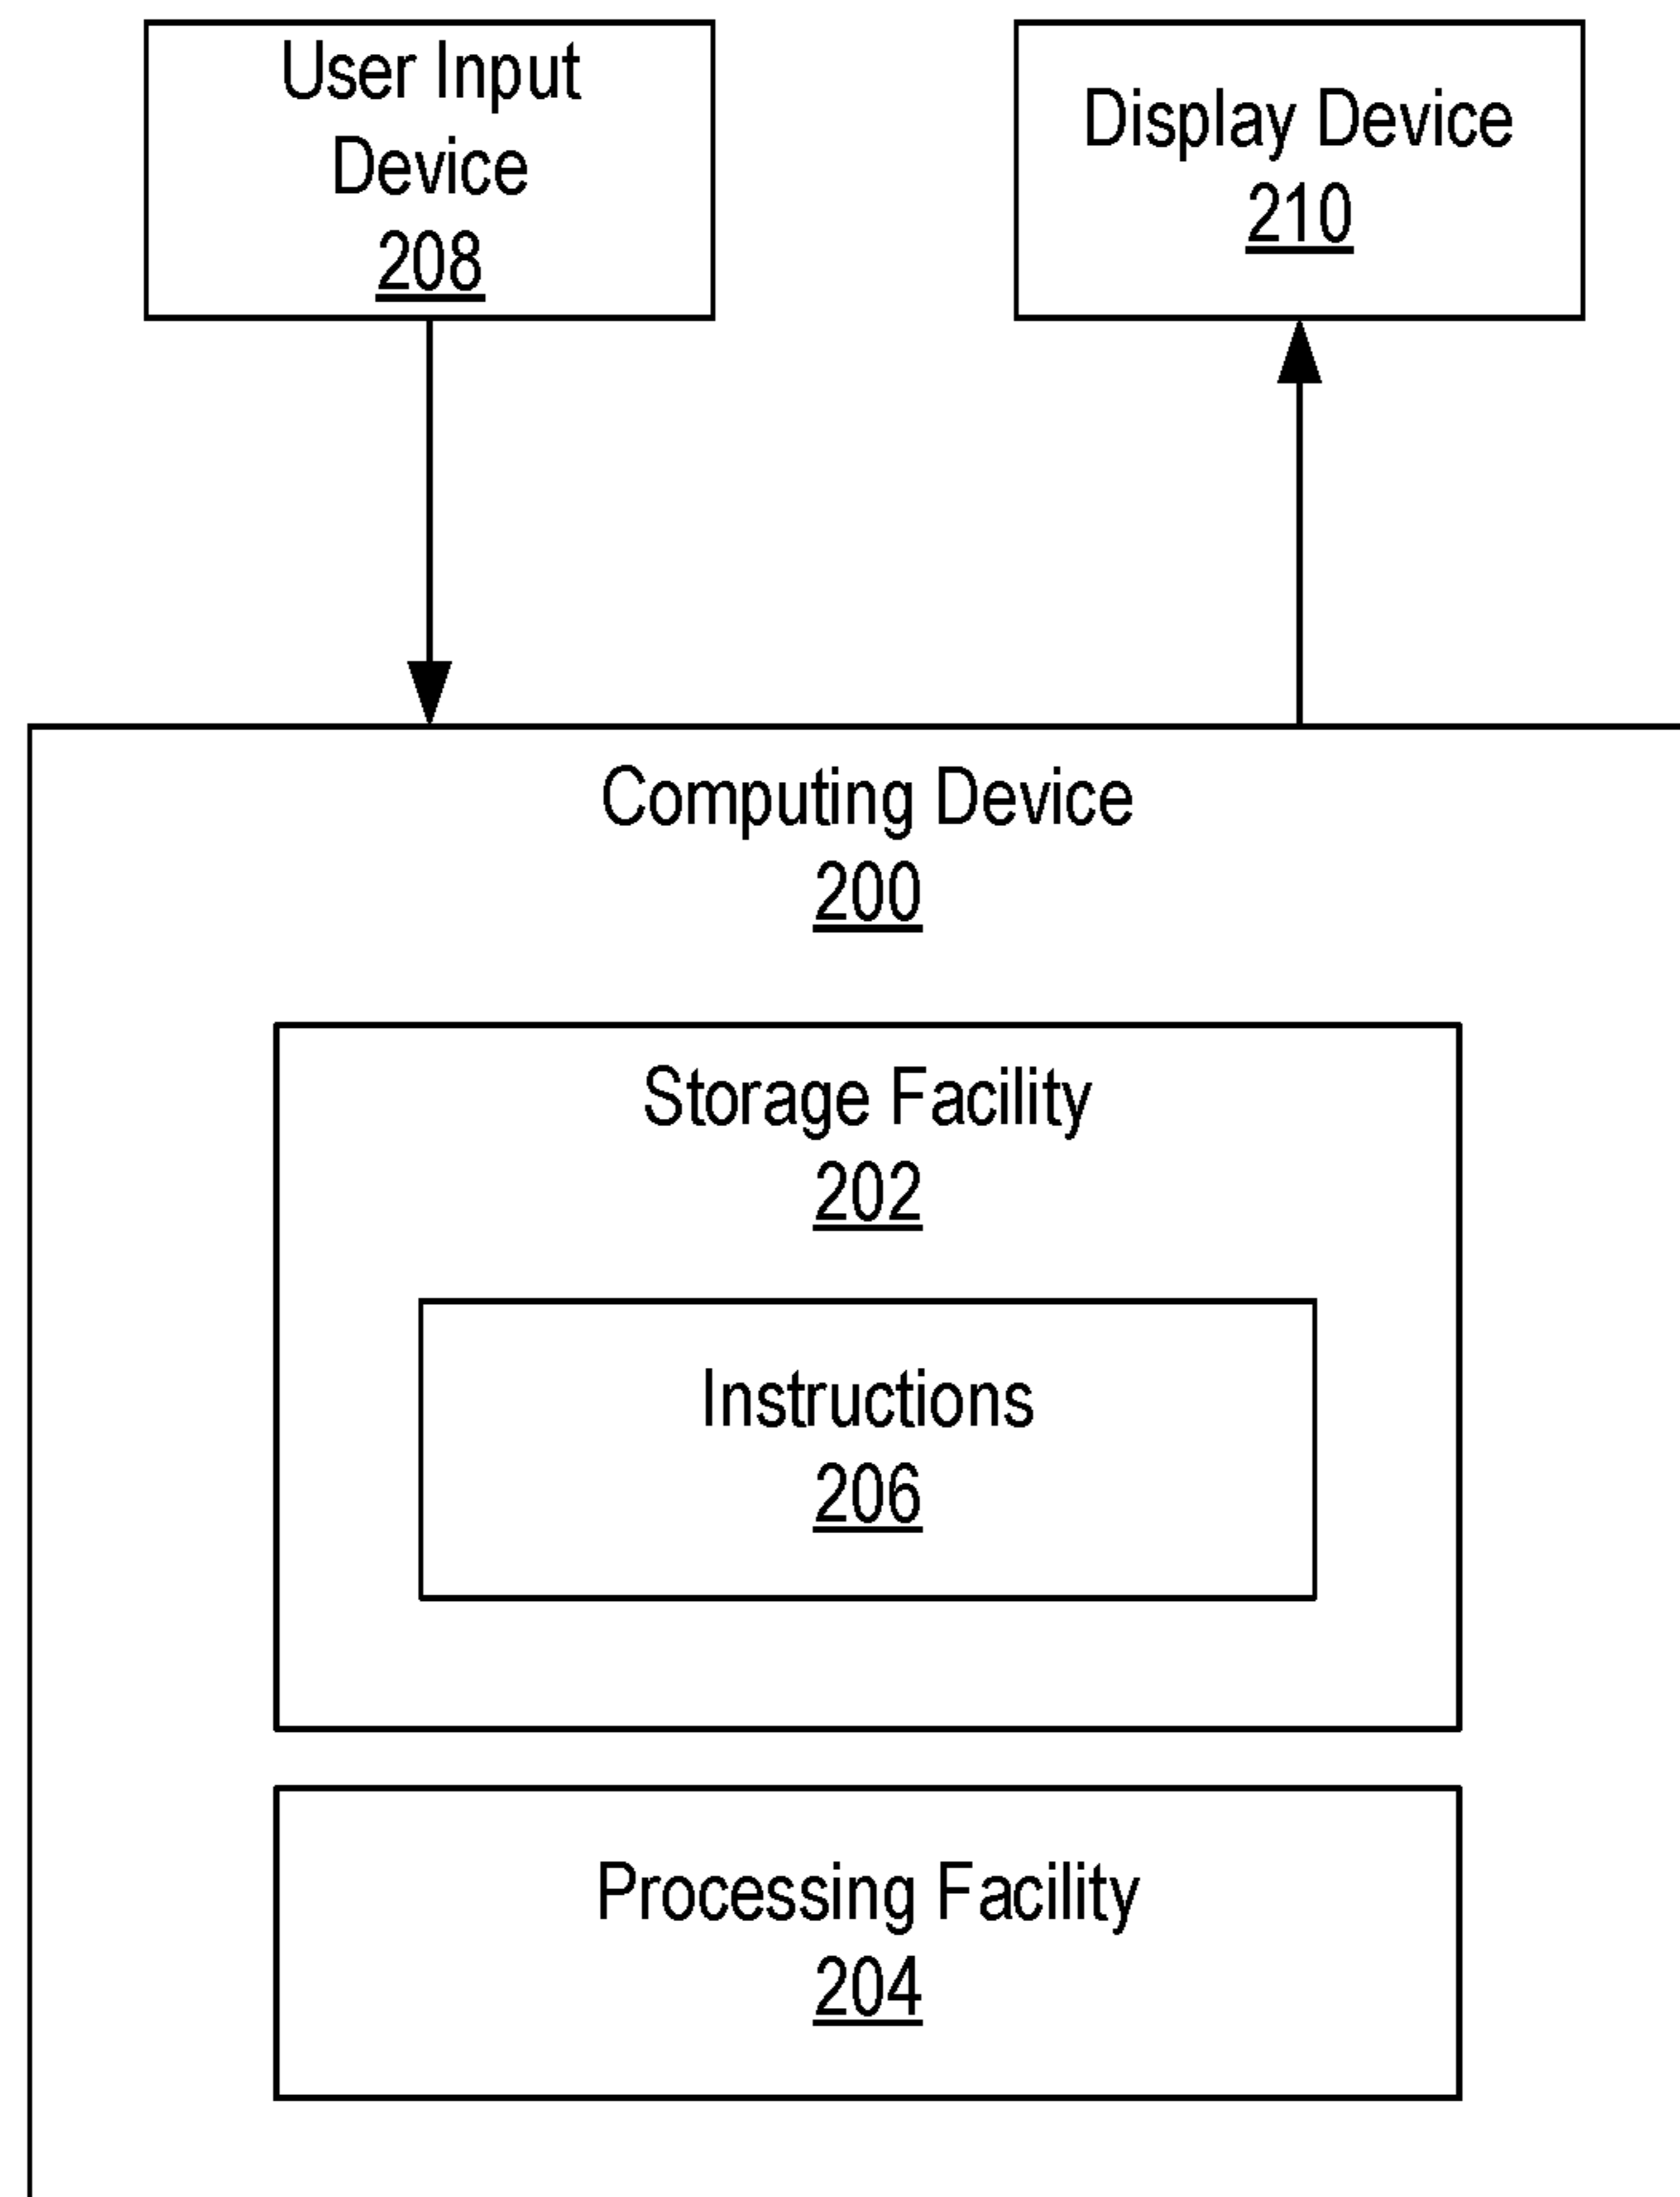 User Input
Device
208
Display Device
210
Computing Device
200
Storage Facility
202
Instructions
206
Processing Facility
204